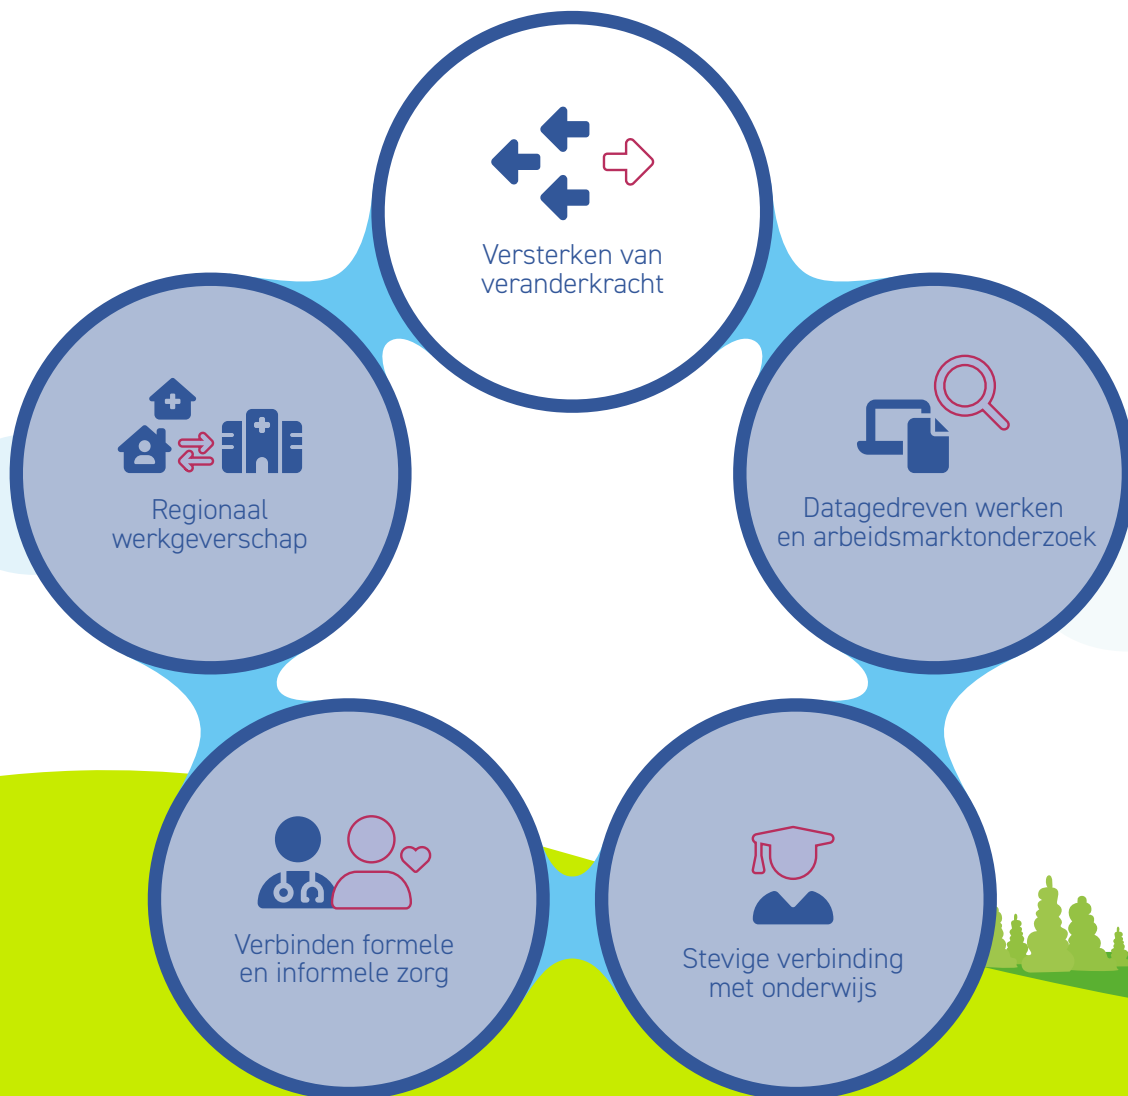 Versterken van
veranderkracht
Regionaal
werkgeverschap
Datagedreven werken
en arbeidsmarktonderzoek
Verbinden formele
en informele zorg
Stevige verbinding
met onderwijs